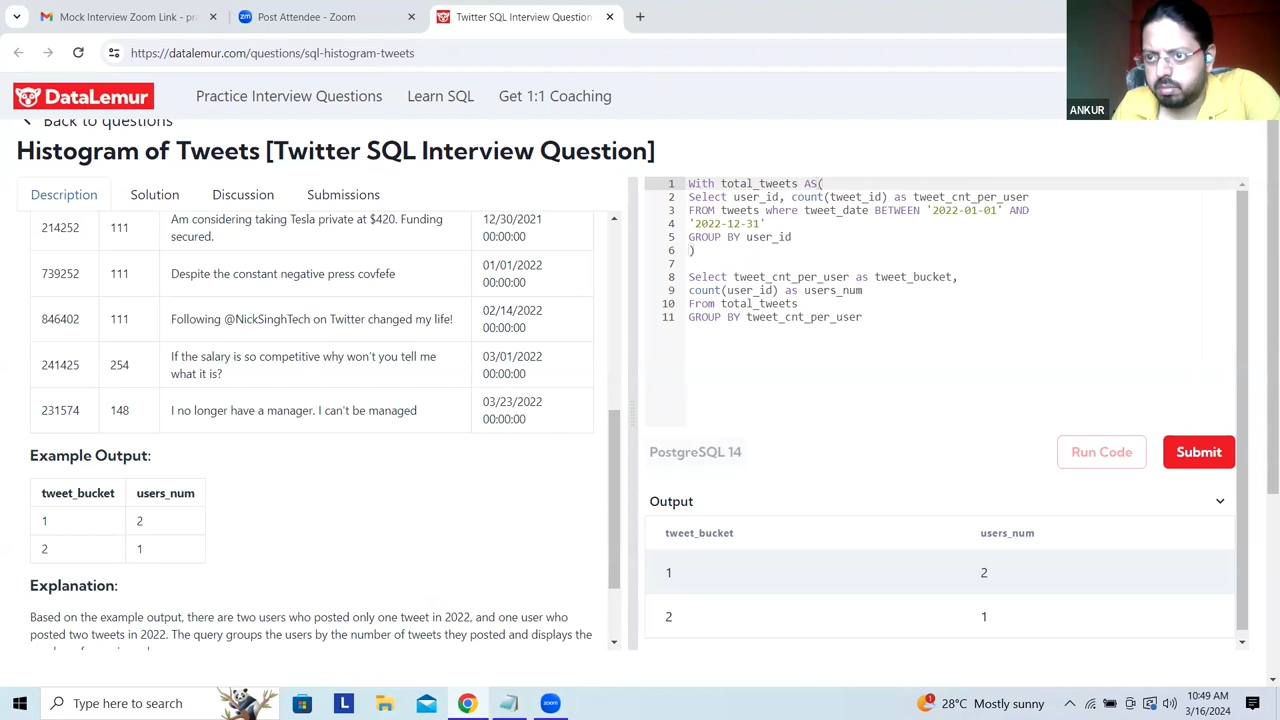 Mock Interview Zoom Link - pr
Post Attendee - Zoom
Twitter SQL Interview Question
https://datalemur.com/questions/sql-histogram-tweets
DataLemur
Practice Interview Questions
Learn SQL
Get 1:1 Coaching
ANKUR
Back to questions
Histogram of Tweets [Twitter SQL Interview Question]
Description
Solution
Discussion
Submissions
214252 111 Am considering taking Tesla private at $420. Funding secured. 12/30/2021 00:00:00
739252 111 Despite the constant negative press covfefe 01/01/2022 00:00:00
846402 111 Following @NickSinghTech on Twitter changed my life! 02/14/2022 00:00:00
241425 254 If the salary is so competitive why won't you tell me what it is? 03/01/2022 00:00:00
231574 148 I no longer have a manager. I can't be managed 03/23/2022 00:00:00
Example Output:
tweet_bucket users_num
1 2
2 1
Explanation:
Based on the example output, there are two users who posted only one tweet in 2022, and one user who
posted two tweets in 2022. The query groups the users by the number of tweets they posted and displays the
1 With total_tweets AS(
2 Select user_id, count(tweet_id) as tweet_cnt_per_user
3 FROM tweets where tweet_date BETWEEN '2022-01-01' AND
4 '2022-12-31'
5 GROUP BY user_id
6 )
7
8 Select tweet_cnt_per_user as tweet_bucket,
9 count(user_id) as users_num
10 From total_tweets
11 GROUP BY tweet_cnt_per_user
PostgreSQL 14
Run Code
Submit
Output
tweet_bucket users_num
1 2
2 1
Type here to search
L
zoom
1
28°C Mostly sunny
10:49 AM
3/16/2024